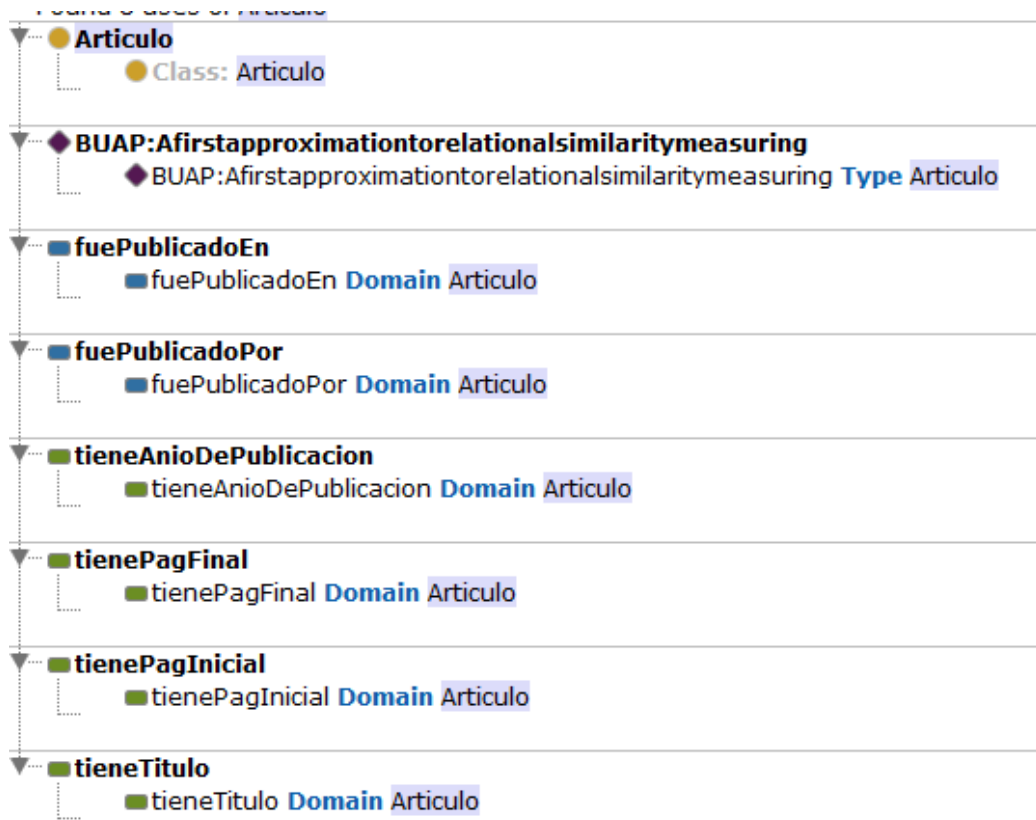 Articulo
Class: Articulo
BUAP:Afirstapproximationtorelationalsimilaritymeasuring
BUAP:Afirstapproximationtorelationalsimilaritymeasuring Type Articulo
fuePublicadoEn
fuePublicadoEn Domain Articulo
fuePublicadoPor
fuePublicadoPor Domain Articulo
tieneAnioDePublicacion
tieneAnioDePublicacion Domain Articulo
tienePagFinal
tienePagFinal Domain Articulo
tienePagInicial
tienePagInicial Domain Articulo
tieneTitulo
tieneTitulo Domain Articulo